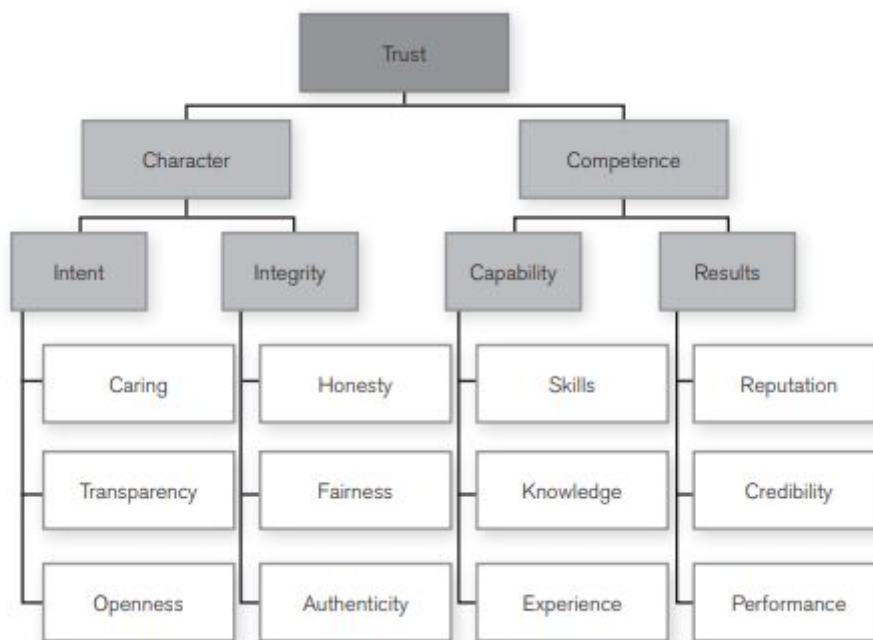 Trust
Character
Competence
Intent
Integrity
Capability
Results
Caring
Honesty
Skills
Reputation
Transparency
Fairness
Knowledge
Credibility
Openness
Authenticity
Experience
Performance